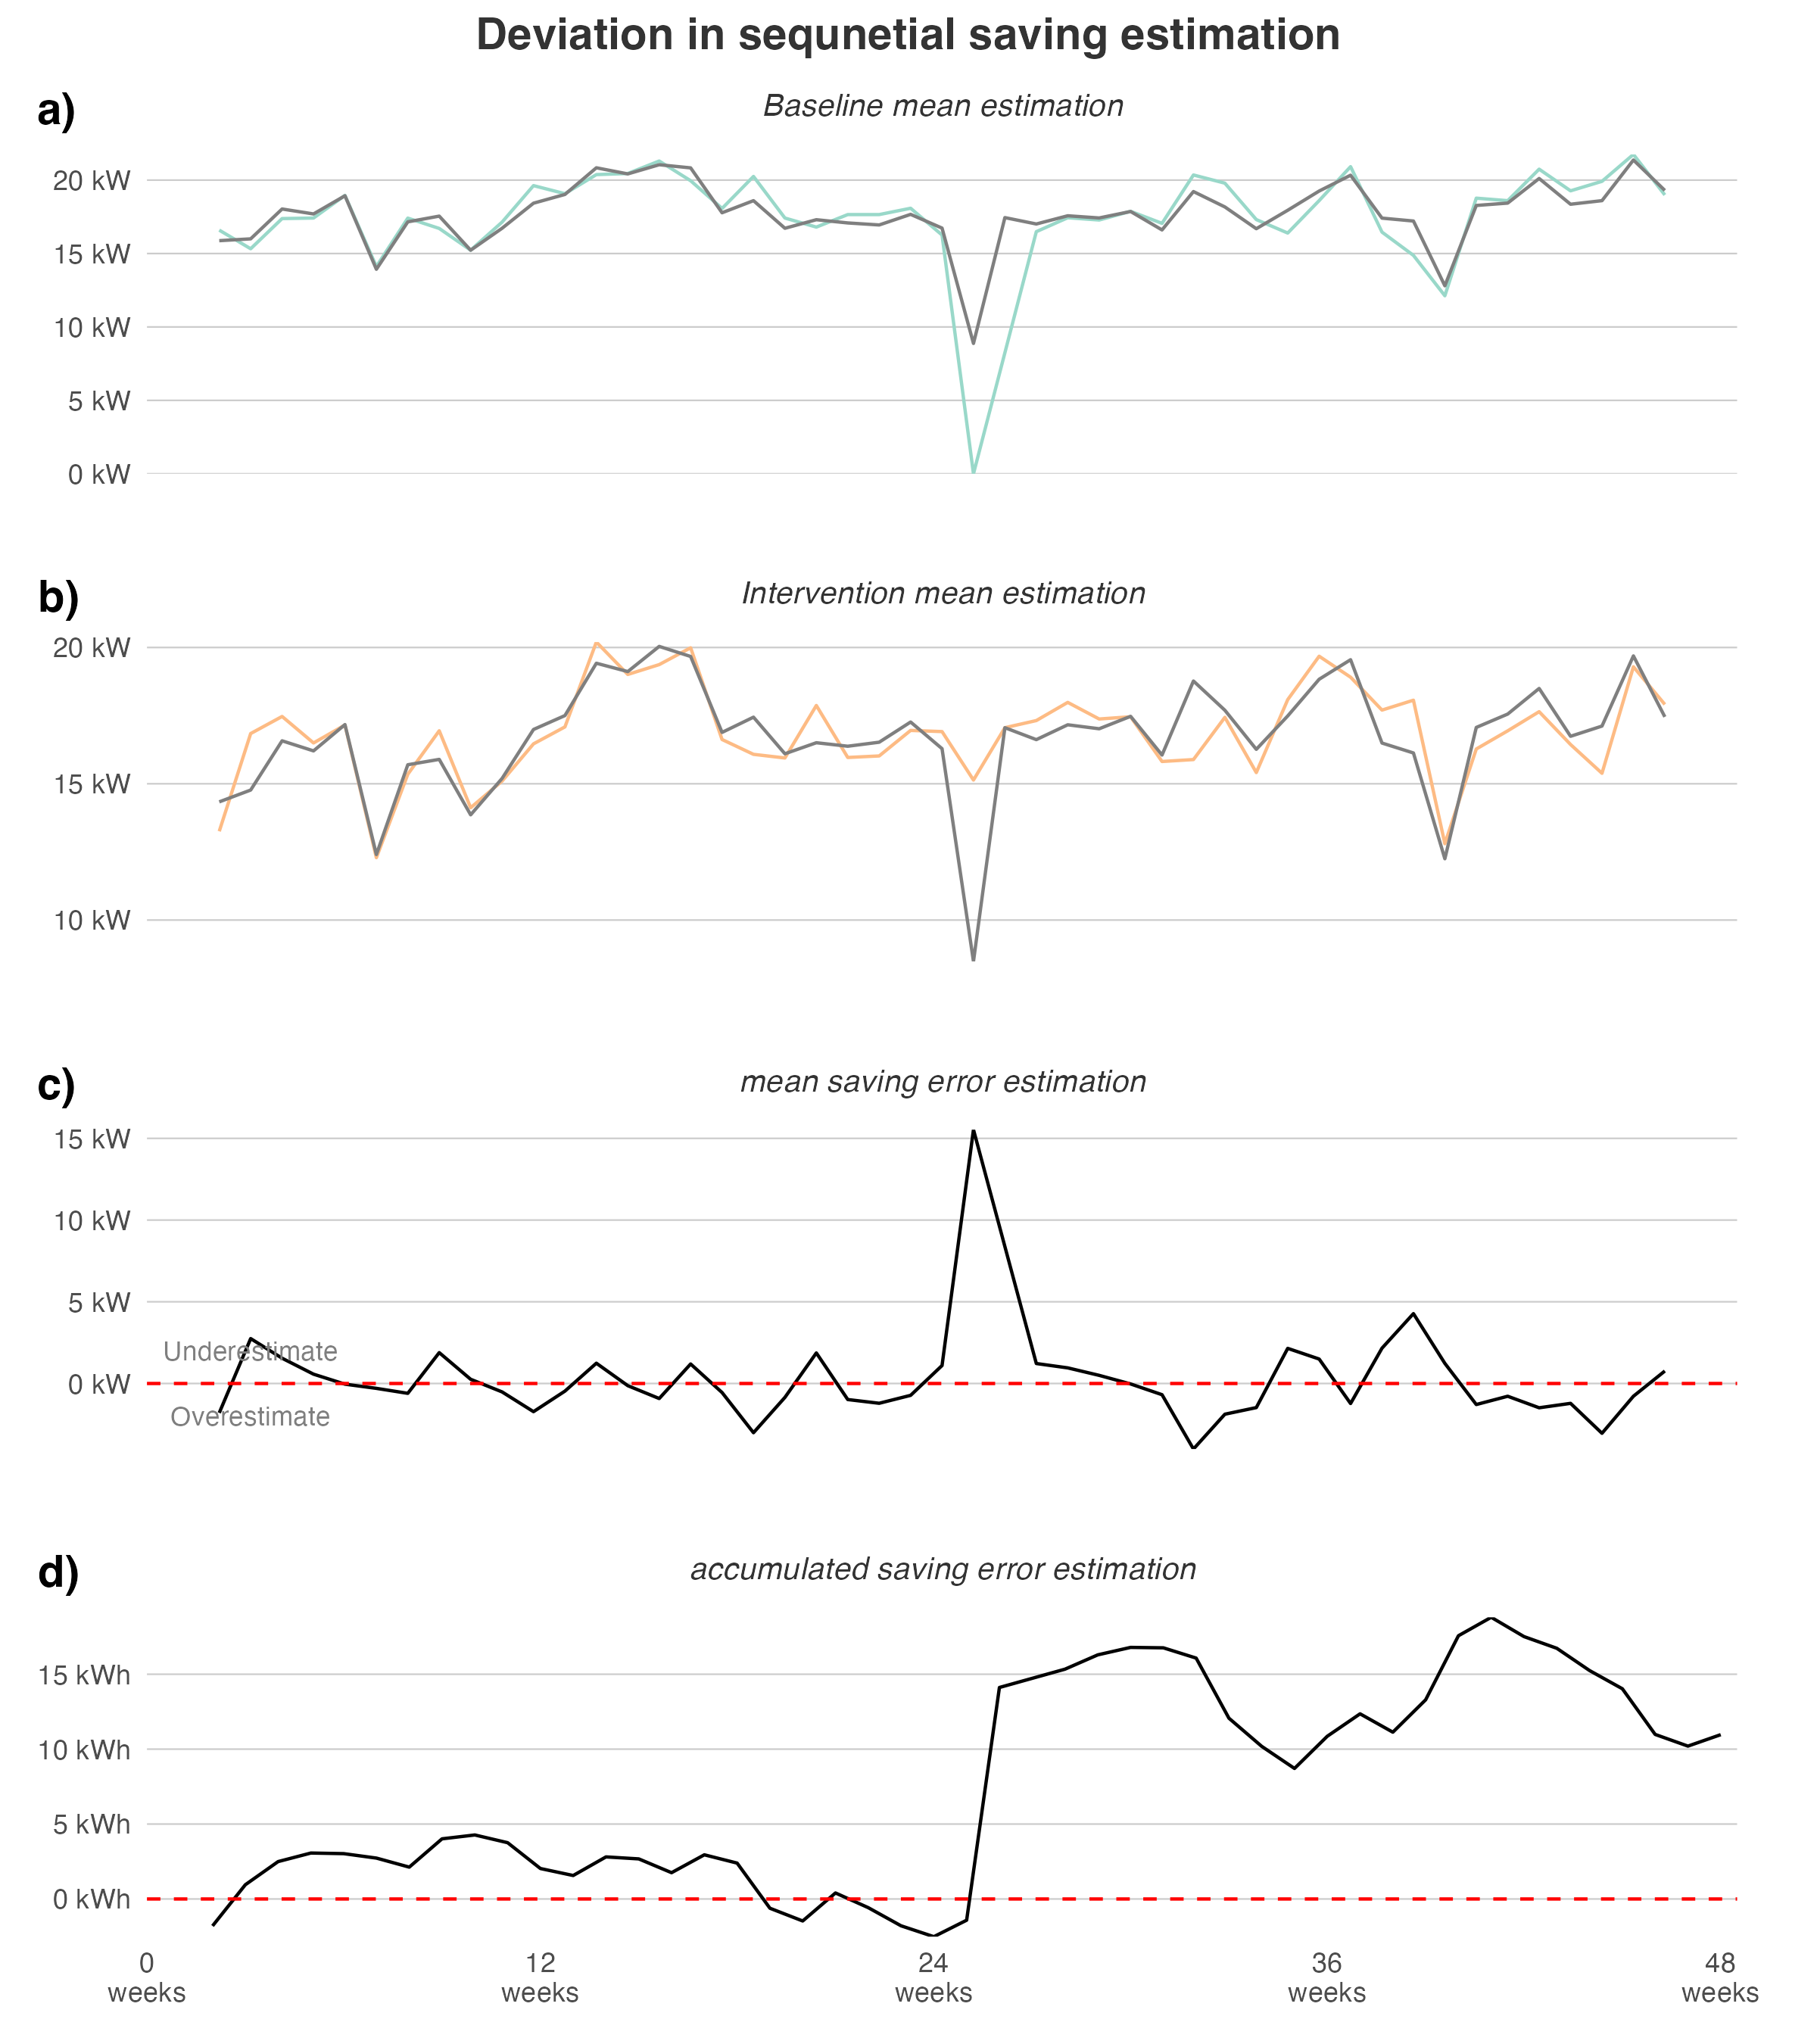 Deviation in sequnetial saving estimation
a)
Baseline mean estimation
20 kW
15 kW
10 kW
5 kW
0 kW
b)
Intervention mean estimation
20 kW
15 kW
10 kW
c)
mean saving error estimation
15 kW
10 kW
5 kW
Underestimate
0 kW
Overestimate
d)
accumulated saving error estimation
15 kWh
10 kWh
5 kWh
0 kWh
0
weeks
12
weeks
24
weeks
36
weeks
48
weeks